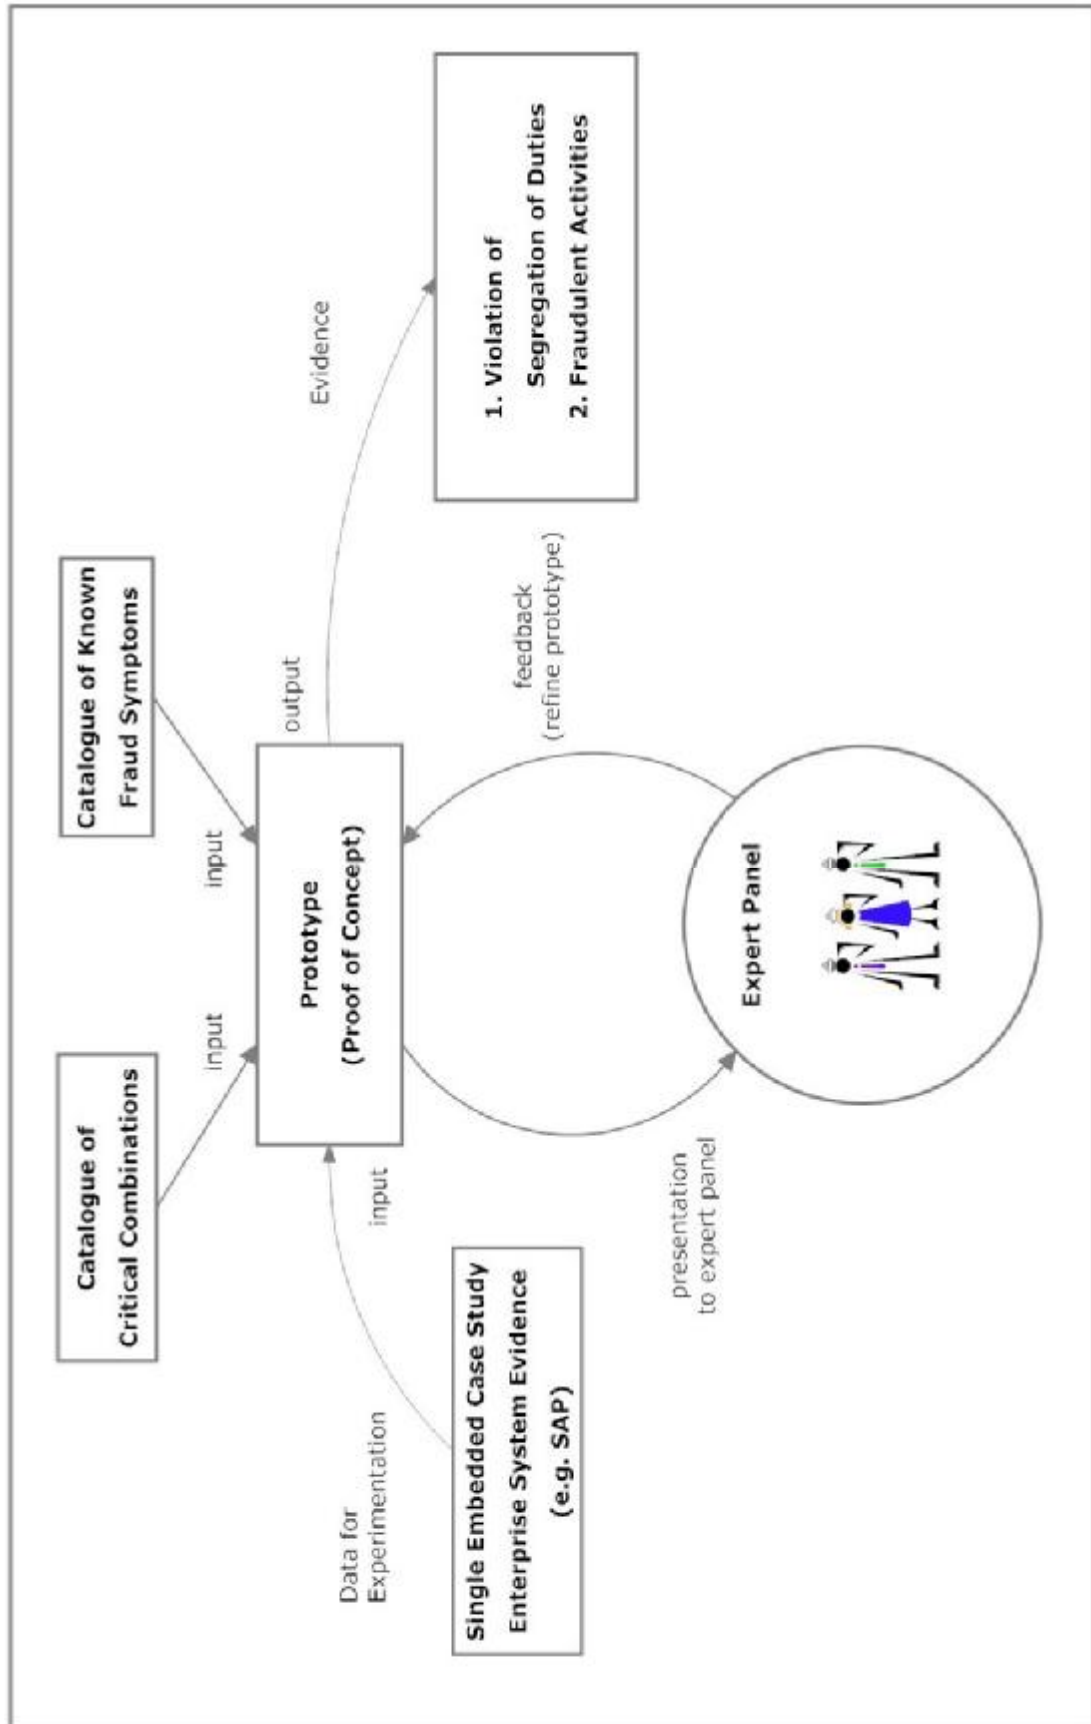 Catalogue of
Critical Combinations
Catalogue of Known
Fraud Symptoms
input
input
output
Evidence
Data for
Experimentation
input
Prototype
(Proof of Concept)
Single Embedded Case Study
Enterprise System Evidence
(e.g. SAP)
1. Violation of
Segregation of Duties
2. Fraudulent Activities
feedback
(refine prototype)
presentation
to expert panel
Expert Panel